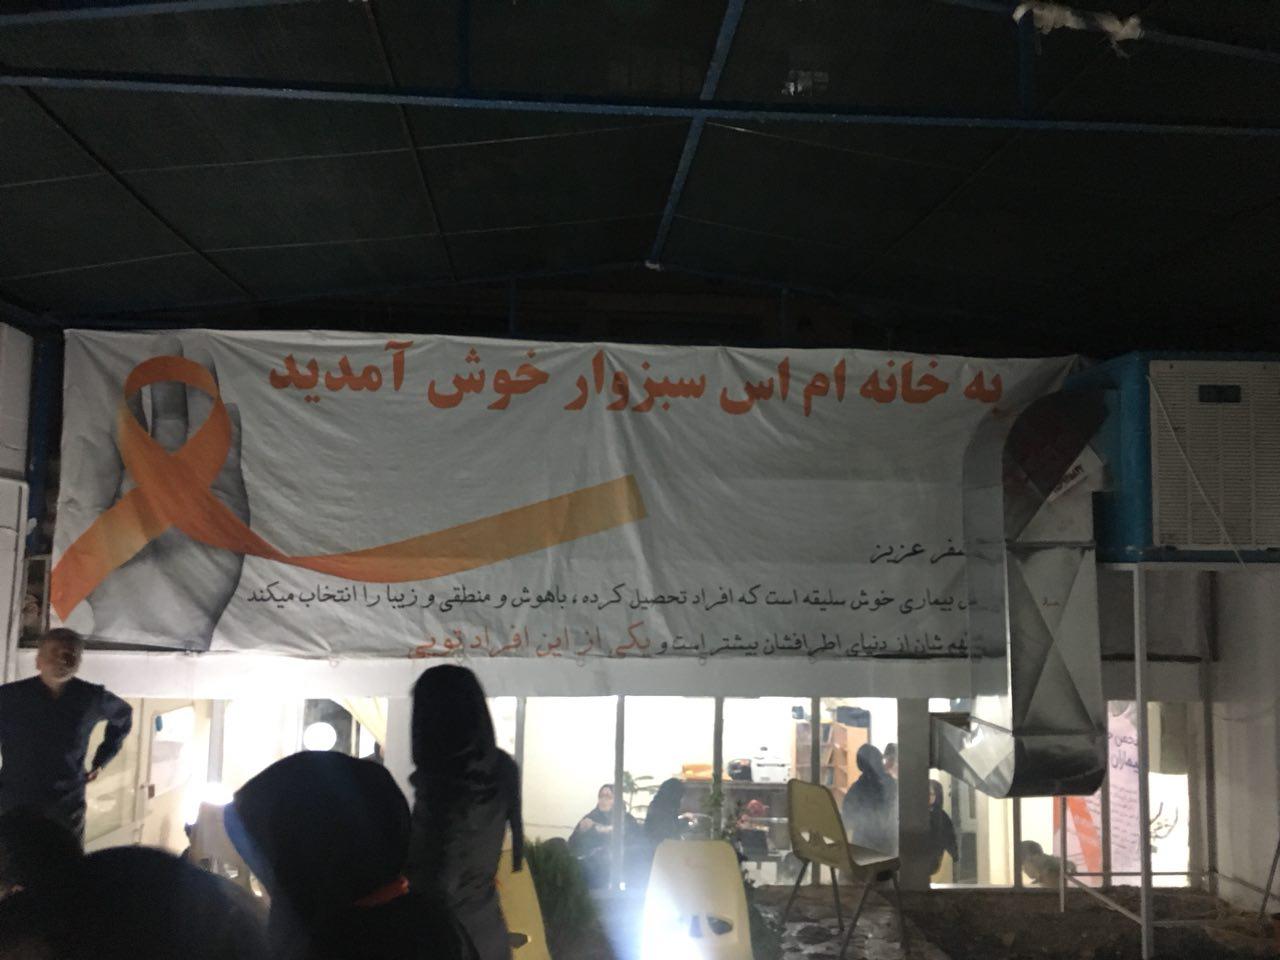 به خانه ام اس سبزوار خوش آمدید
عزیز
بیماری خوش سلیقه است که افراد تحصیل کرده ، باهوش و منطقی و زیبا را انتخاب میکند
شان از دنیای اطرافشان بیشتر است و یکی از این افراد تویی